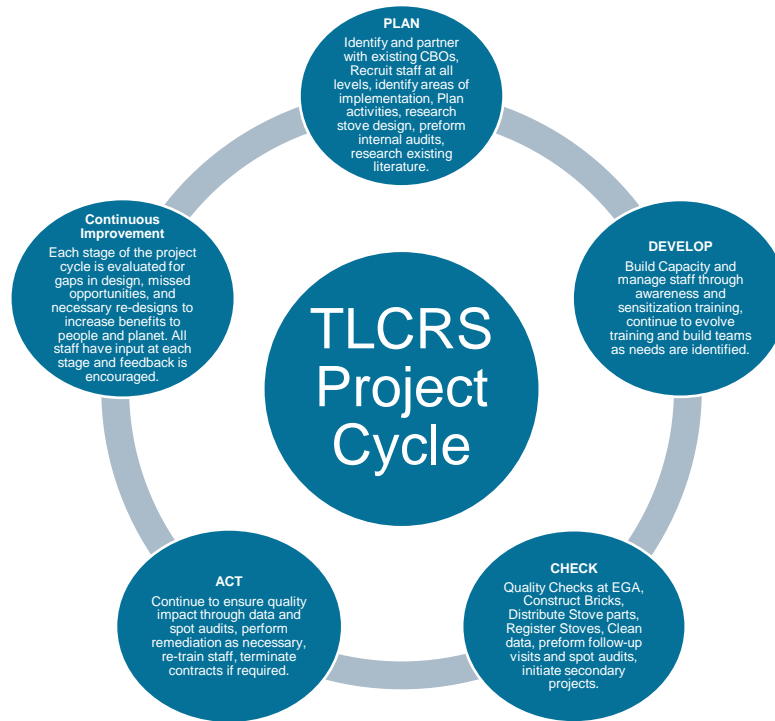 PLAN
Identify and partner
with existing CBOs,
Recruit staff at all
levels, identify areas of
implementation, Plan
activities, research
stove design, preform
internal audits,
research existing
literature.
DEVELOP
Build Capacity and
manage staff through
awareness and
sensitization training,
continue to evolve
training and build teams
as needs are identified.
CHECK
Quality Checks at EGA,
Construct Bricks,
Distribute Stove parts,
Register Stoves, Clean
data, preform follow-up
visits and spot audits,
initiate secondary
projects.
ACT
Continue to ensure quality
impact through data and
spot audits, perform
remediation as necessary,
re-train staff, terminate
contracts if required.
Continuous
Improvement
Each stage of the project
cycle is evaluated for
gaps in design, missed
opportunities, and
necessary re-designs to
increase benefits to
people and planet. All
staff have input at each
stage and feedback is
encouraged.
TLCRS
Project
Cycle